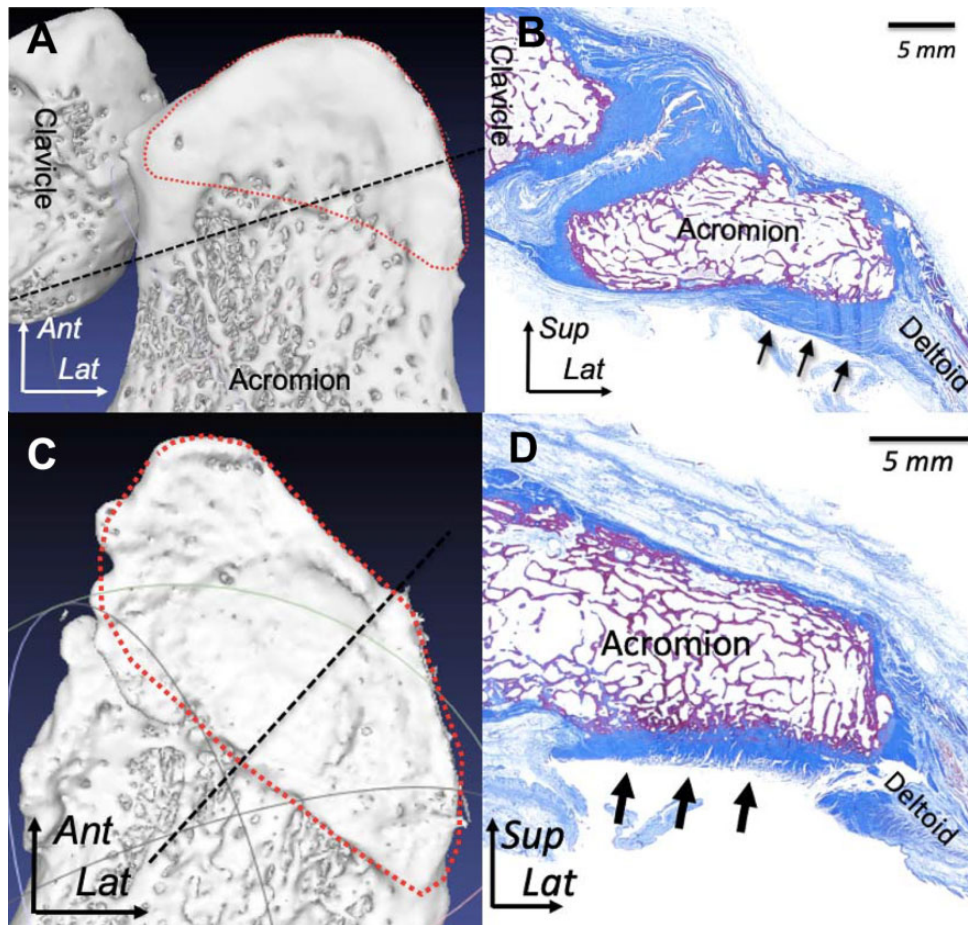 A
Clavicle
Ant
Lat
Acromion
B
Clavicle
5 mm
Acromion
Sup
Lat
Deltoid
C
Ant
Lat
D
5 mm
Acromion
Sup
Lat
Deltoid